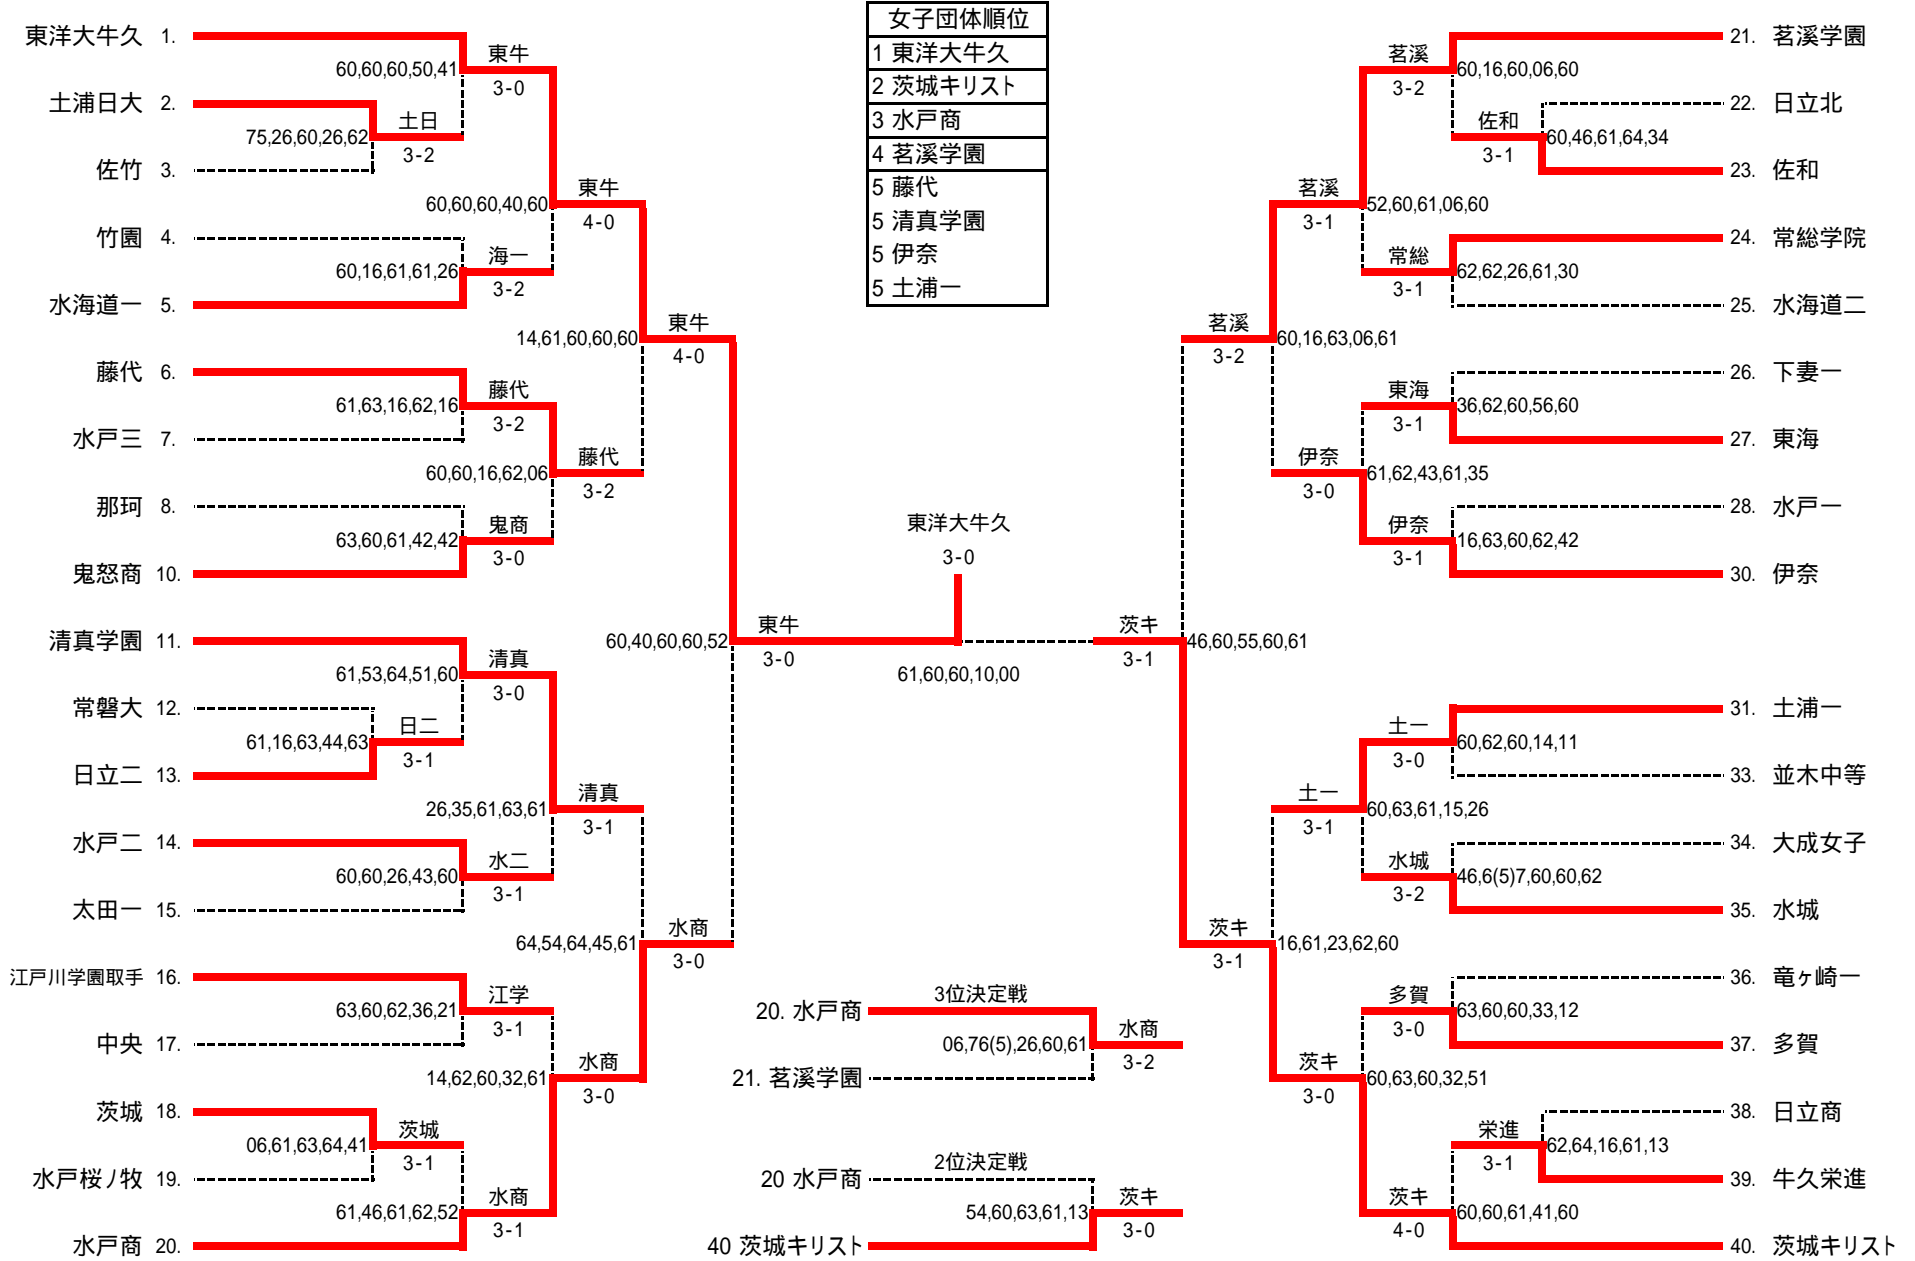 女子団体順位
1 東洋大牛久
2 茨城キリスト
3 水戸商
4 茗溪学園
5 藤代
5 清真学園
5 伊奈
5 土浦一
東洋大牛久 1.
東牛
60,60,60,50,41
3-0
土浦日大 2.
土日
75,26,60,26,62
3-2
佐竹 3.
東牛
60,60,60,40,60
4-0
竹園 4.
海一
60,16,61,61,26
3-2
水海道一 5.
東牛
14,61,60,60,60
4-0
藤代 6.
藤代
61,63,16,62,16
3-2
水戸三 7.
藤代
60,60,16,62,06
3-2
那珂 8.
鬼商
63,60,61,42,42
3-0
鬼怒商 10.
東牛
60,40,60,60,52
3-0
清真学園 11.
清真
61,53,64,51,60
3-0
常磐大 12.
日二
61,16,63,44,63
3-1
日立二 13.
清真
26,35,61,63,61
3-1
水戸二 14.
水二
60,60,26,43,60
3-1
太田一 15.
水商
64,54,64,45,61
3-0
江戸川学園取手 16.
江学
63,60,62,36,21
3-1
中央 17.
水商
14,62,60,32,61
3-0
茨城 18.
茨城
06,61,63,64,41
3-1
水戸桜ノ牧 19.
水商
61,46,61,62,52
3-1
水戸商 20.
東洋大牛久
3-0
61,60,60,10,00
3位決定戦
20. 水戸商
水商
06,76(5),26,60,61
3-2
21. 茗溪学園
2位決定戦
20 水戸商
茨キ
54,60,63,61,13
3-0
40 茨城キリスト
21. 茗溪学園
茗溪
60,16,60,06,60
3-2
22. 日立北
佐和
60,46,61,64,34
3-1
23. 佐和
茗溪
52,60,61,06,60
3-1
24. 常総学院
常総
62,62,26,61,30
3-1
25. 水海道二
茗溪
60,16,63,06,61
3-2
26. 下妻一
東海
36,62,60,56,60
3-1
27. 東海
伊奈
61,62,43,61,35
3-0
28. 水戸一
伊奈
16,63,60,62,42
3-1
30. 伊奈
茨キ
46,60,55,60,61
3-1
31. 土浦一
土一
60,62,60,14,11
3-0
33. 並木中等
土一
60,63,61,15,26
3-1
34. 大成女子
水城
46,6(5)7,60,60,62
3-2
35. 水城
茨キ
16,61,23,62,60
3-1
36. 竜ヶ崎一
多賀
63,60,60,33,12
3-0
37. 多賀
茨キ
60,63,60,32,51
3-0
38. 日立商
栄進
62,64,16,61,13
3-1
39. 牛久栄進
茨キ
60,60,61,41,60
4-0
40. 茨城キリスト